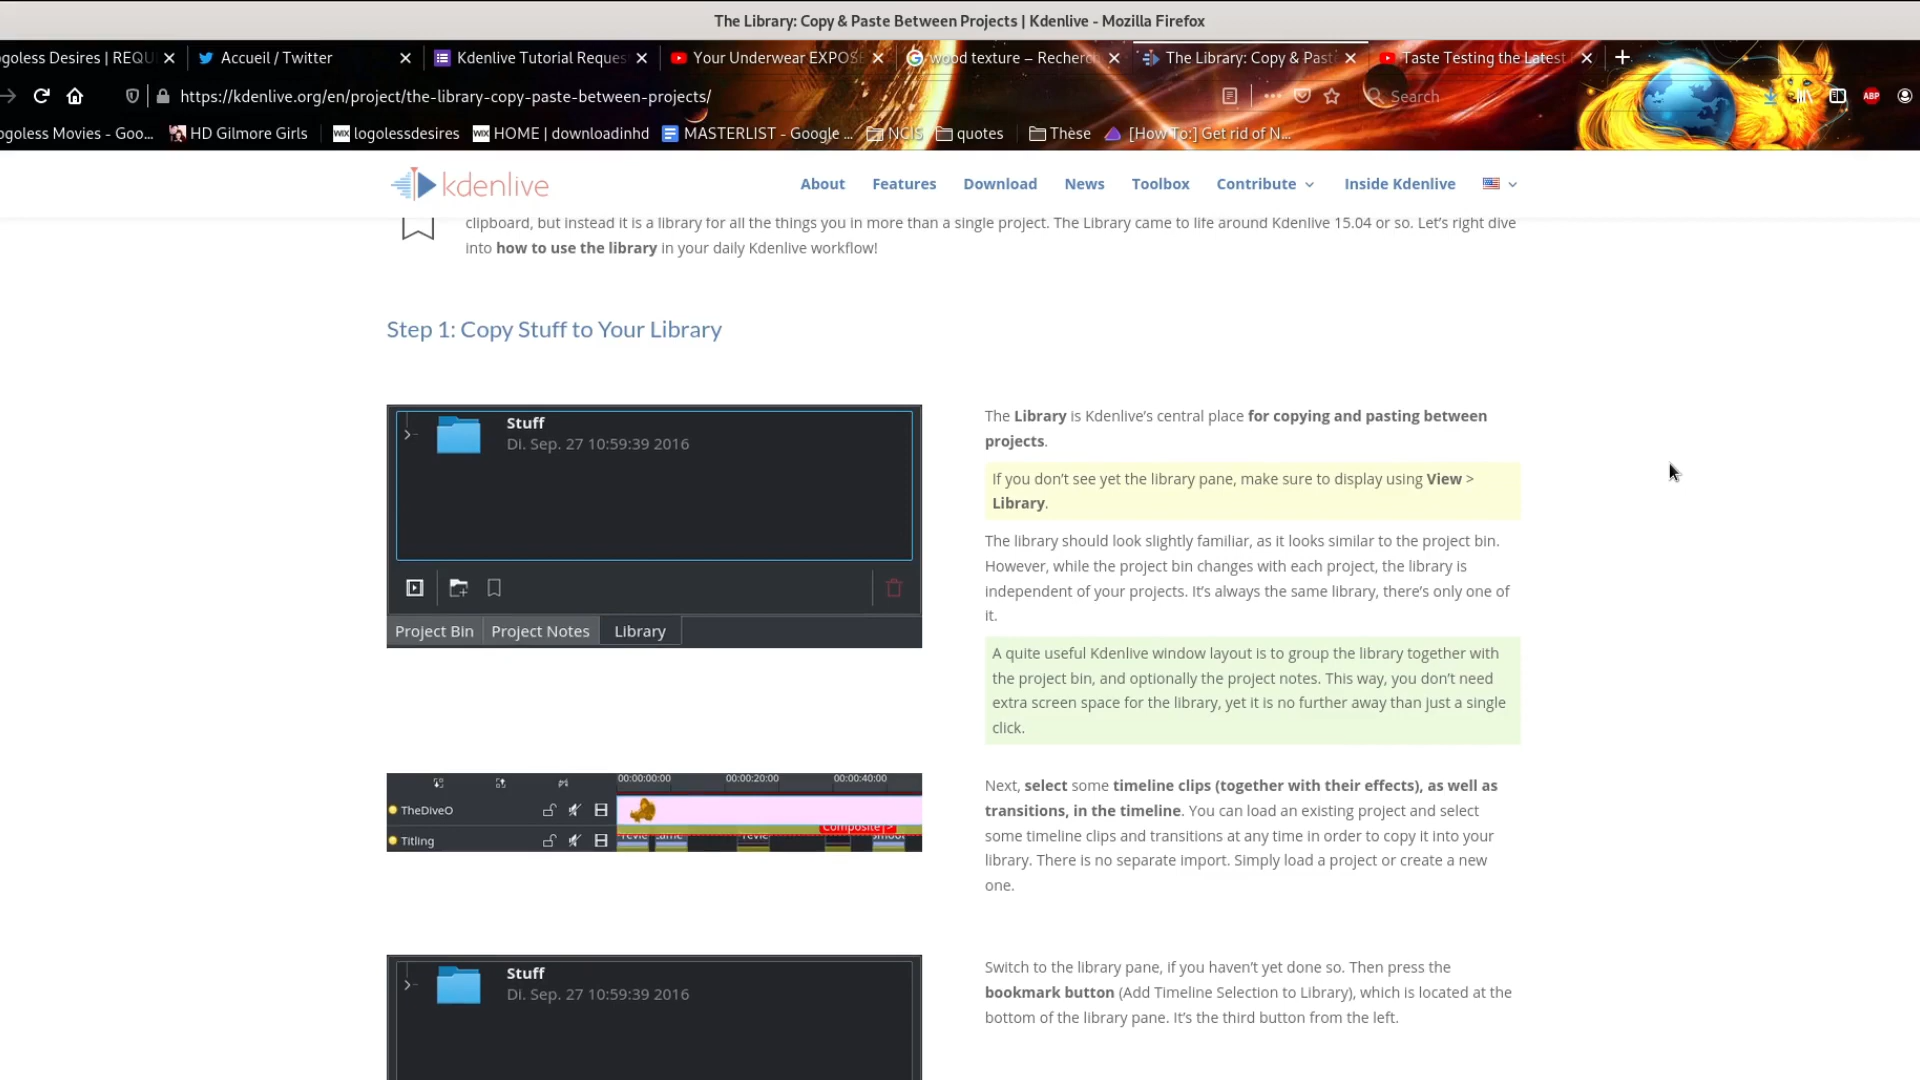 The Library: Copy & Paste Between Projects | Kdenlive - Mozilla Firefox
ogoless Desires | REQU
Accueil / Twitter
Kdenlive Tutorial Reques
Your Underwear EXPOSE
wood texture – Recherc
The Library: Copy & Past
Taste Testing the Latest
https://kdenlive.org/en/project/the-library-copy-paste-between-projects/
Search
ABP
ogoless Movies - Goo...
HD Gilmore Girls
WIX logolessdesires
WIX HOME | downloadinhd
MASTERLIST - Google ...
NCIS
quotes
Thèse
[How To:] Get rid of N...
kdenlive
About
Features
Download
News
Toolbox
Contribute
Inside Kdenlive
clipboard, but instead it is a library for all the things you in more than a single project. The Library came to life around Kdenlive 15.04 or so. Let's right dive
into how to use the library in your daily Kdenlive workflow!
Step 1: Copy Stuff to Your Library
Stuff
Di. Sep. 27 10:59:39 2016
Project Bin
Project Notes
Library
The Library is Kdenlive's central place for copying and pasting between
projects.
If you don't see yet the library pane, make sure to display using View >
Library.
The library should look slightly familiar, as it looks similar to the project bin.
However, while the project bin changes with each project, the library is
independent of your projects. It's always the same library, there's only one of
it.
A quite useful Kdenlive window layout is to group the library together with
the project bin, and optionally the project notes. This way, you don't need
extra screen space for the library, yet it is no further away than just a single
click.
00:00:00:00
00:00:20:00
00:00:40:00
TheDiveO
Composite
Titling
Next, select some timeline clips (together with their effects), as well as
transitions, in the timeline. You can load an existing project and select
some timeline clips and transitions at any time in order to copy it into your
library. There is no separate import. Simply load a project or create a new
one.
Stuff
Di. Sep. 27 10:59:39 2016
Switch to the library pane, if you haven't yet done so. Then press the
bookmark button (Add Timeline Selection to Library), which is located at the
bottom of the library pane. It's the third button from the left.